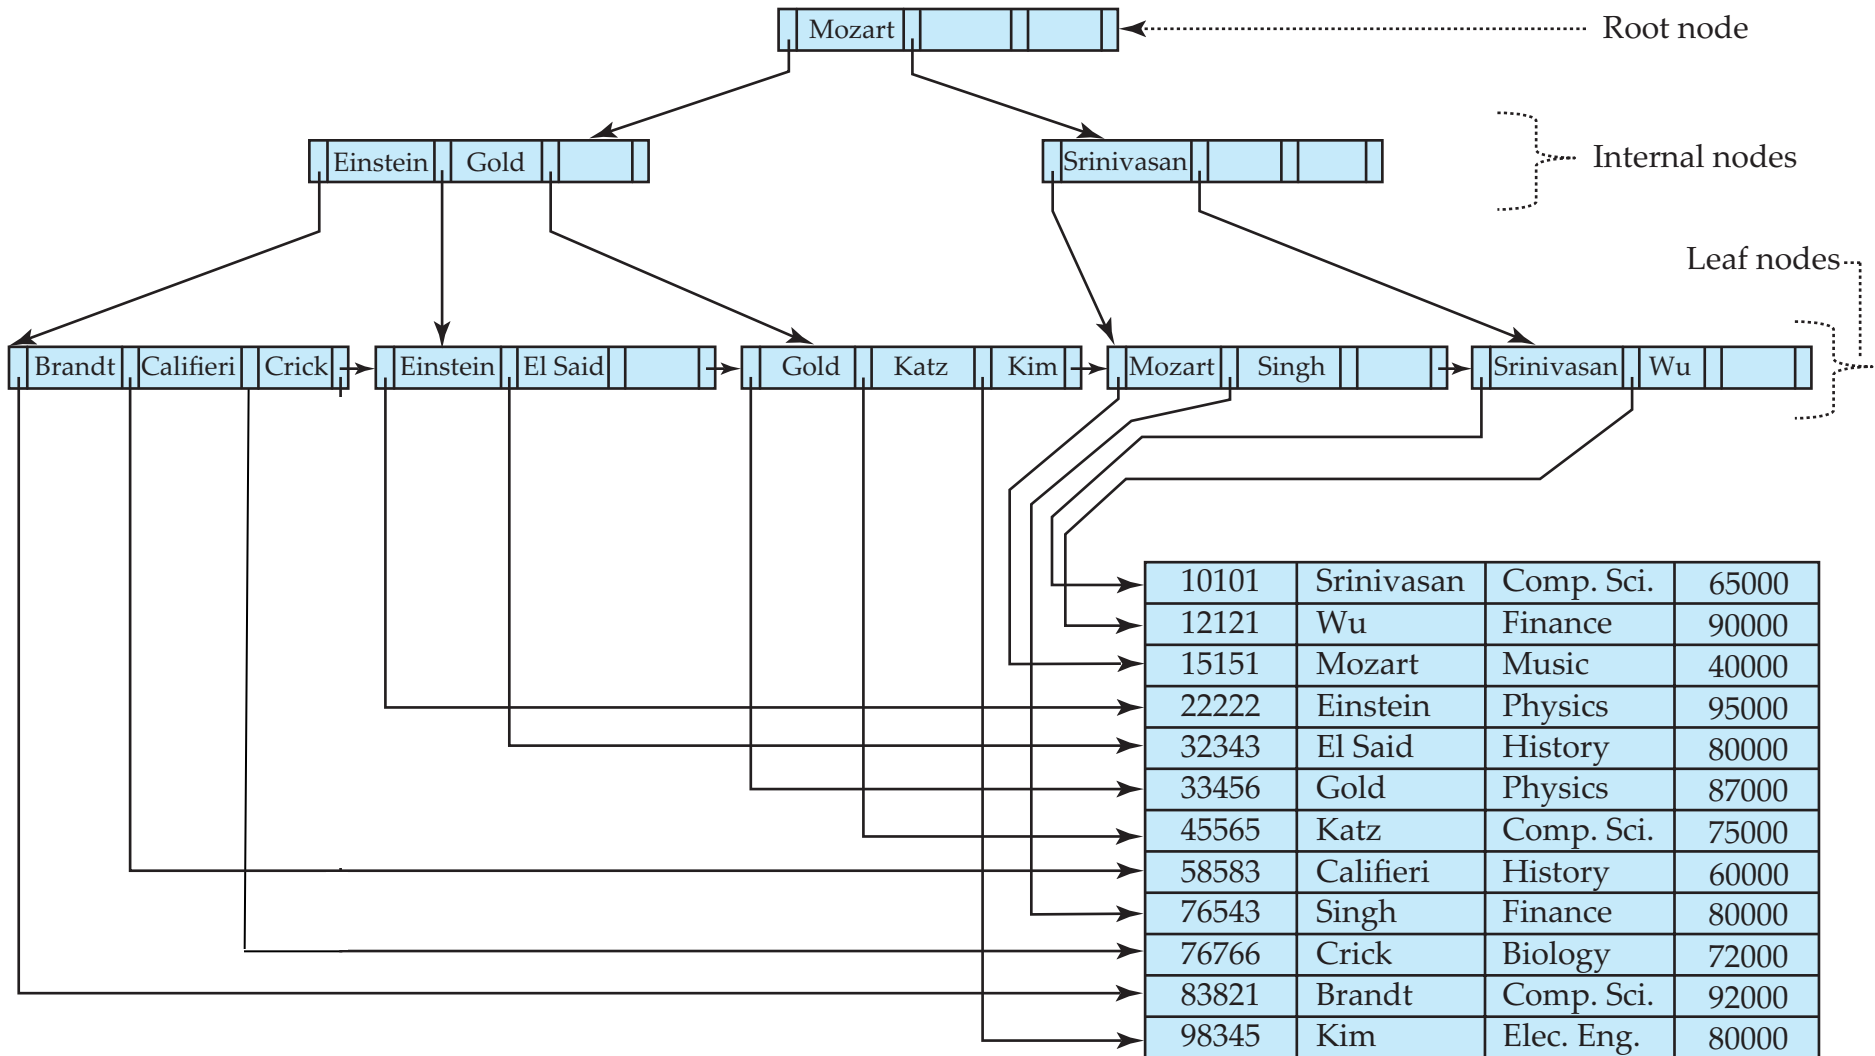 Mozart
Root node
Einstein Gold
Srinivasan
Internal nodes
Leaf nodes
Brandt Califieri Crick
Einstein El Said
Gold Katz Kim
Mozart Singh
Srinivasan Wu
10101 Srinivasan Comp. Sci. 65000
12121 Wu Finance 90000
15151 Mozart Music 40000
22222 Einstein Physics 95000
32343 El Said History 80000
33456 Gold Physics 87000
45565 Katz Comp. Sci. 75000
58583 Califieri History 60000
76543 Singh Finance 80000
76766 Crick Biology 72000
83821 Brandt Comp. Sci. 92000
98345 Kim Elec. Eng. 80000